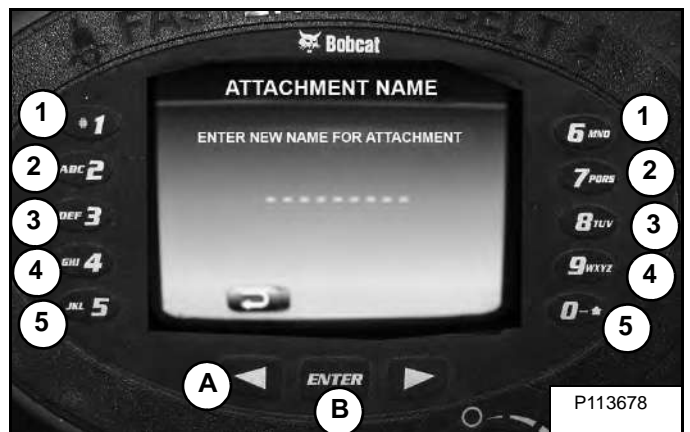 FASTEN BELT
Bobcat
ATTACHMENT NAME
ENTER NEW NAME FOR ATTACHMENT
---------
1 1 6 MNO 1
2 ABC 2 7 PQRS 2
3 DEF 3 8 TUV 3
4 GHI 4 9 WXYZ 4
5 JKL 5 0 5
A ENTER
B
P113678